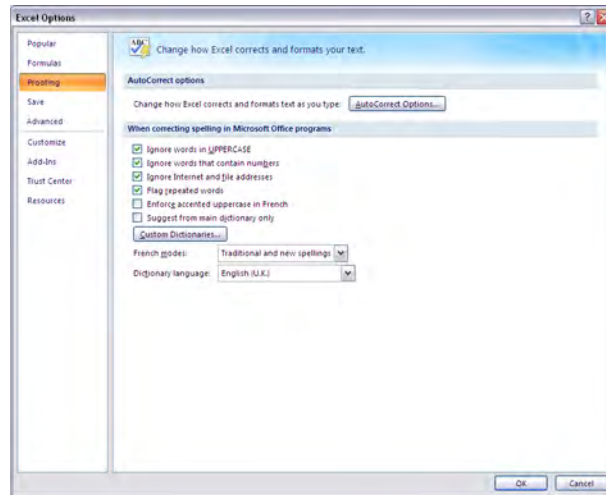 Excel Options
Popular
Formulas
Proofing
Save
Advanced
Customize
Add-Ins
Trust Center
Resources
ABC
Change how Excel corrects and formats your text.
AutoCorrect options
Change how Excel corrects and formats text as you type: AutoCorrect Options...
When correcting spelling in Microsoft Office programs
Ignore words in UPPERCASE
Ignore words that contain numbers
Ignore Internet and file addresses
Flag repeated words
Enforce accented uppercase in French
Suggest from main dictionary only
Custom Dictionaries...
French modes: Traditional and new spellings
Dictionary language: English (U.K.)
OK Cancel